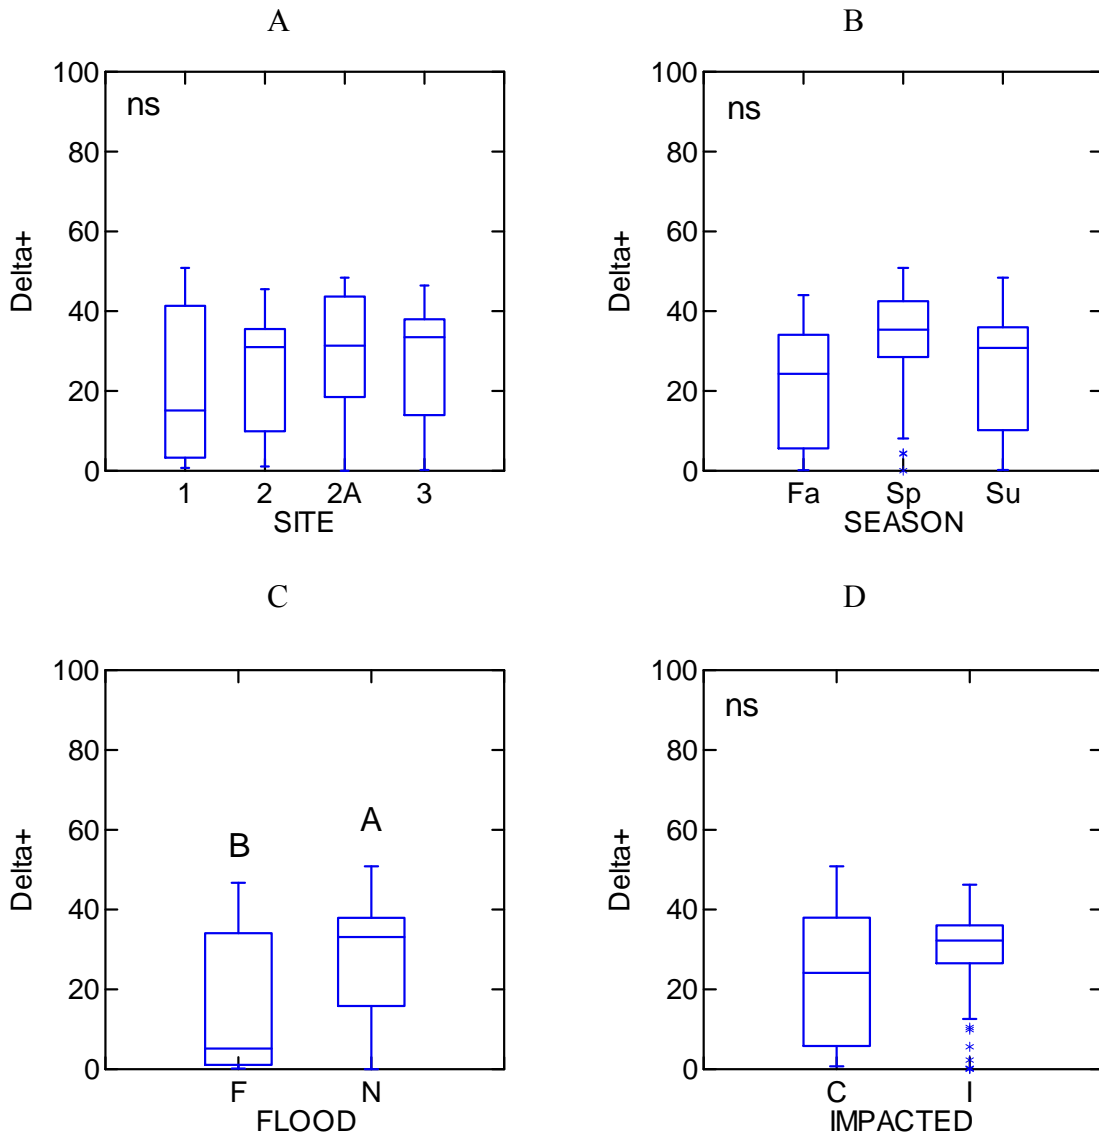 A
100
80
60
40
20
0
Delta+
ns
1 2 2A 3
SITE
B
100
80
60
40
20
0
Delta+
ns
Fa Sp Su
SEASON
C
100
80
60
40
20
0
Delta+
B A
F N
FLOOD
D
100
80
60
40
20
0
Delta+
ns
C I
IMPACTED